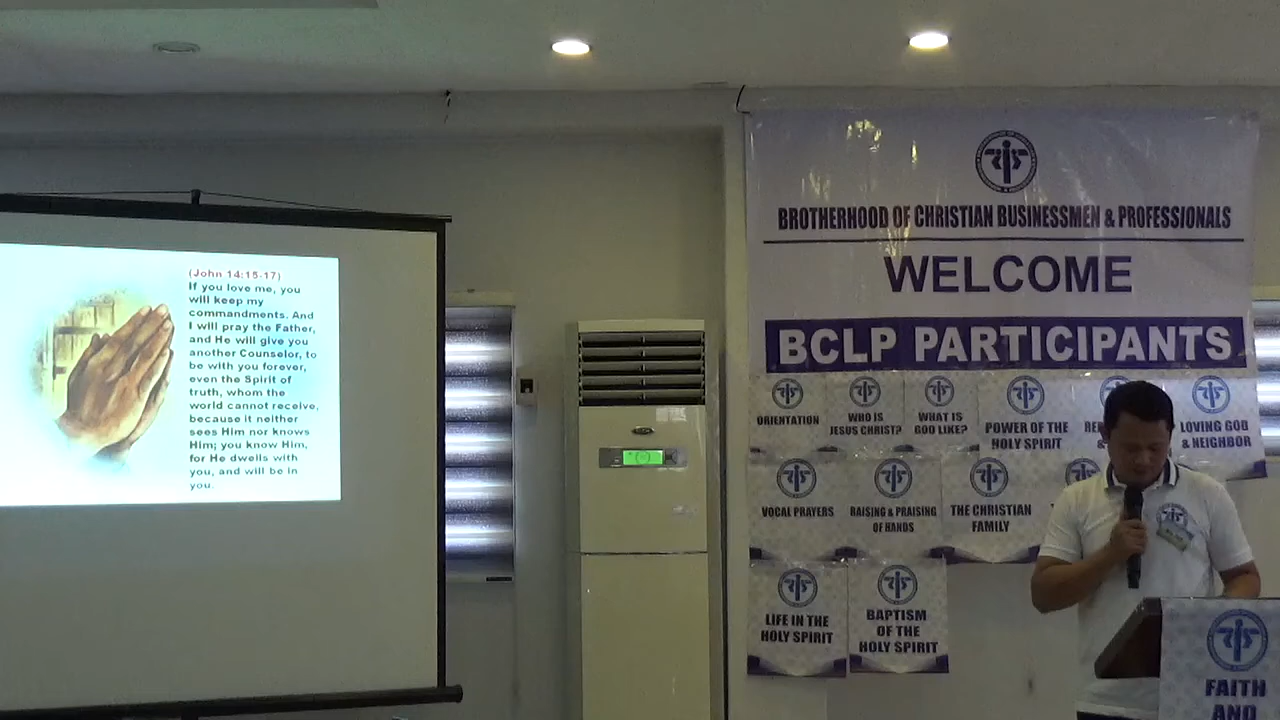 (John 14:15-17)
If you love me, you
will keep my
commandments. And
I will pray the Father,
and He will give you
another Counselor, to
be with you forever,
even the Spirit of
truth, whom the
world cannot receive,
because it neither
sees Him nor knows
Him; you know Him,
for He dwells with
you, and will be in
you.
BROTHERHOOD OF CHRISTIAN BUSINESSMEN & PROFESSIONALS
WELCOME
BCLP PARTICIPANTS
ORIENTATION
WHO IS
JESUS CHRIST?
WHAT IS
GOD LIKE?
POWER OF THE
HOLY SPIRIT
&
LOVING GOD
& NEIGHBOR
VOCAL PRAYERS
RAISING & PRAISING
OF HANDS
THE CHRISTIAN
FAMILY
LIFE IN THE
HOLY SPIRIT
BAPTISM
OF THE
HOLY SPIRIT
FAITH
AND